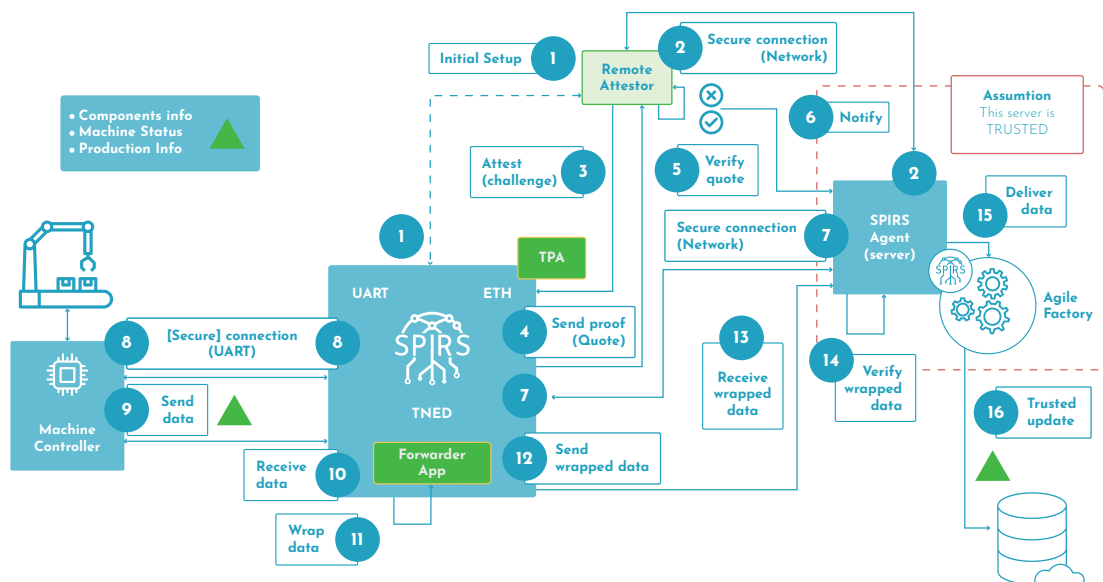 Initial Setup
1
2
Secure connection
(Network)
Remote
Attestor
Assumtion
This server is
TRUSTED
• Components info
• Machine Status
• Production Info
6
Notify
Attest
(challenge)
3
5
Verify
quote
2
SPIRS
Agent
(server)
15
Deliver
data
Secure connection
(Network)
7
1
TPA
UART
ETH
SPIRS
Agile
Factory
8
[Secure] connection
(UART)
8
SPIRS
4
Send proof
(Quote)
13
Receive
wrapped
data
14
Verify
wrapped
data
9
Send
data
Machine
Controller
TNED
7
16
Trusted
update
Receive
data
10
Forwarder
App
12
Send
wrapped data
Wrap
data
11